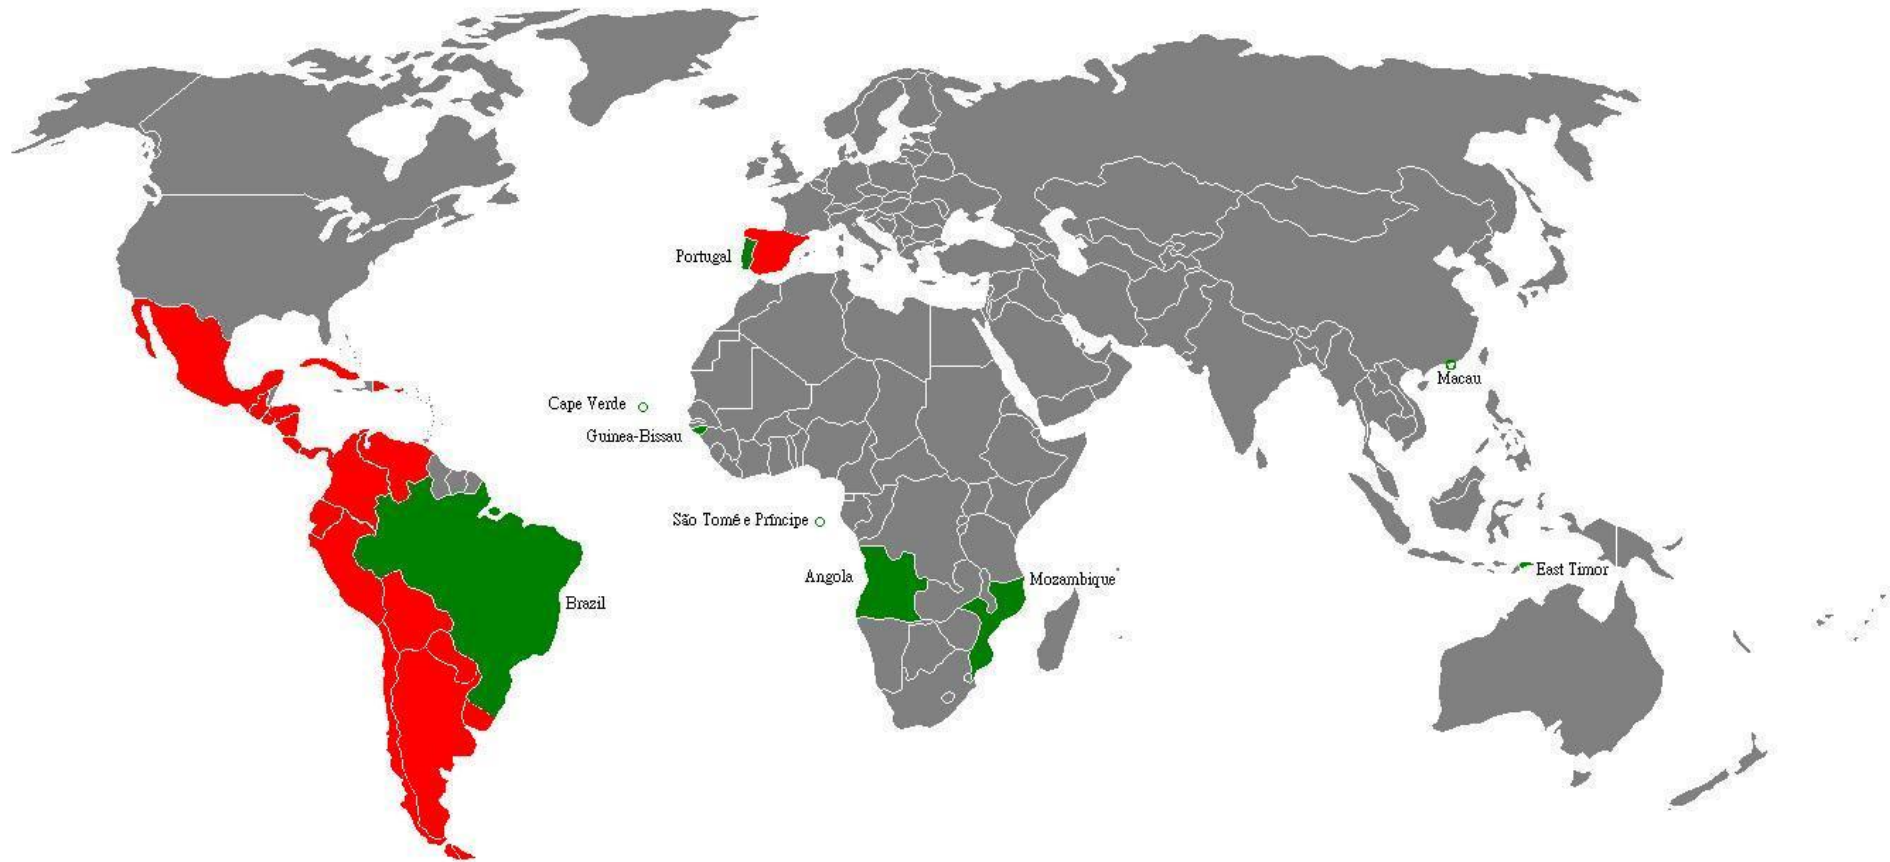 Portugal
Macau
Cape Verde
Guinea-Bissau
São Tomé e Príncipe
East Timor
Angola
Mozambique
Brazil